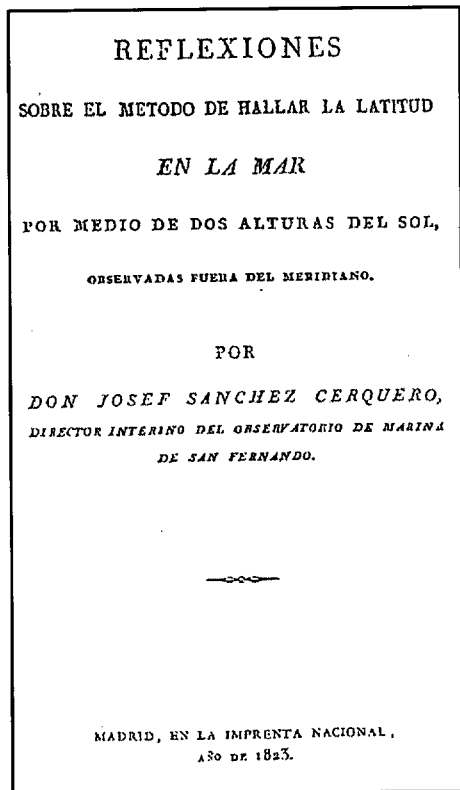 REFLEXIONES
SOBRE EL METODO DE HALLAR LA LATITUD
EN LA MAR
POR MEDIO DE DOS ALTURAS DEL SOL,
OBSERVADAS FUERA DEL MERIDIANO.
POR
DON JOSEF SANCHEZ CERQUERO,
DIRECTOR INTERINO DEL OBSERVATORIO DE MARINA
DE SAN FERNANDO.
MADRID, EN LA IMPRENTA NACIONAL,
AÑO DE 1823.